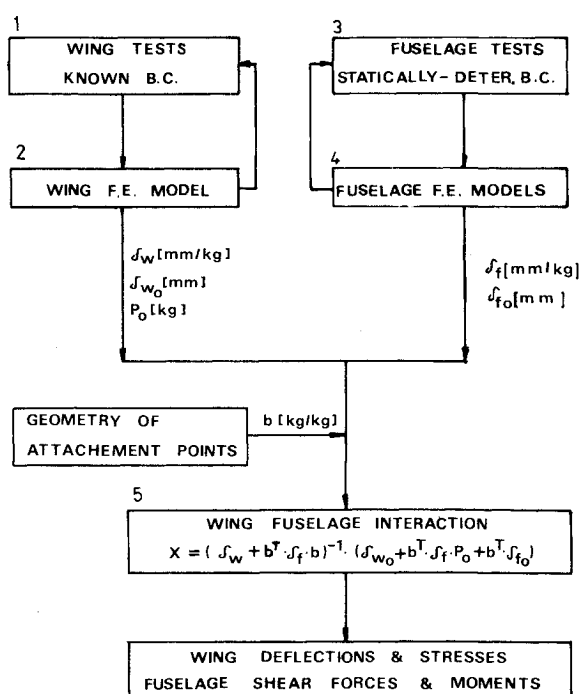 1
WING TESTS
KNOWN B.C.
3
FUSELAGE TESTS
STATICALLY-DETER. B.C.
2
WING F.E. MODEL
4
FUSELAGE F.E. MODELS
δw [mm/kg]
δwo [mm]
Po [kg]
δf [mm/kg]
δfo [mm]
GEOMETRY OF
ATTACHEMENT POINTS
b [kg/kg]
5
WING FUSELAGE INTERACTION
X = ( δw + bᵀ·δf·b)⁻¹· (δwo + bᵀ·δf·Po + bᵀ·δfo)
WING DEFLECTIONS & STRESSES
FUSELAGE SHEAR FORCES & MOMENTS